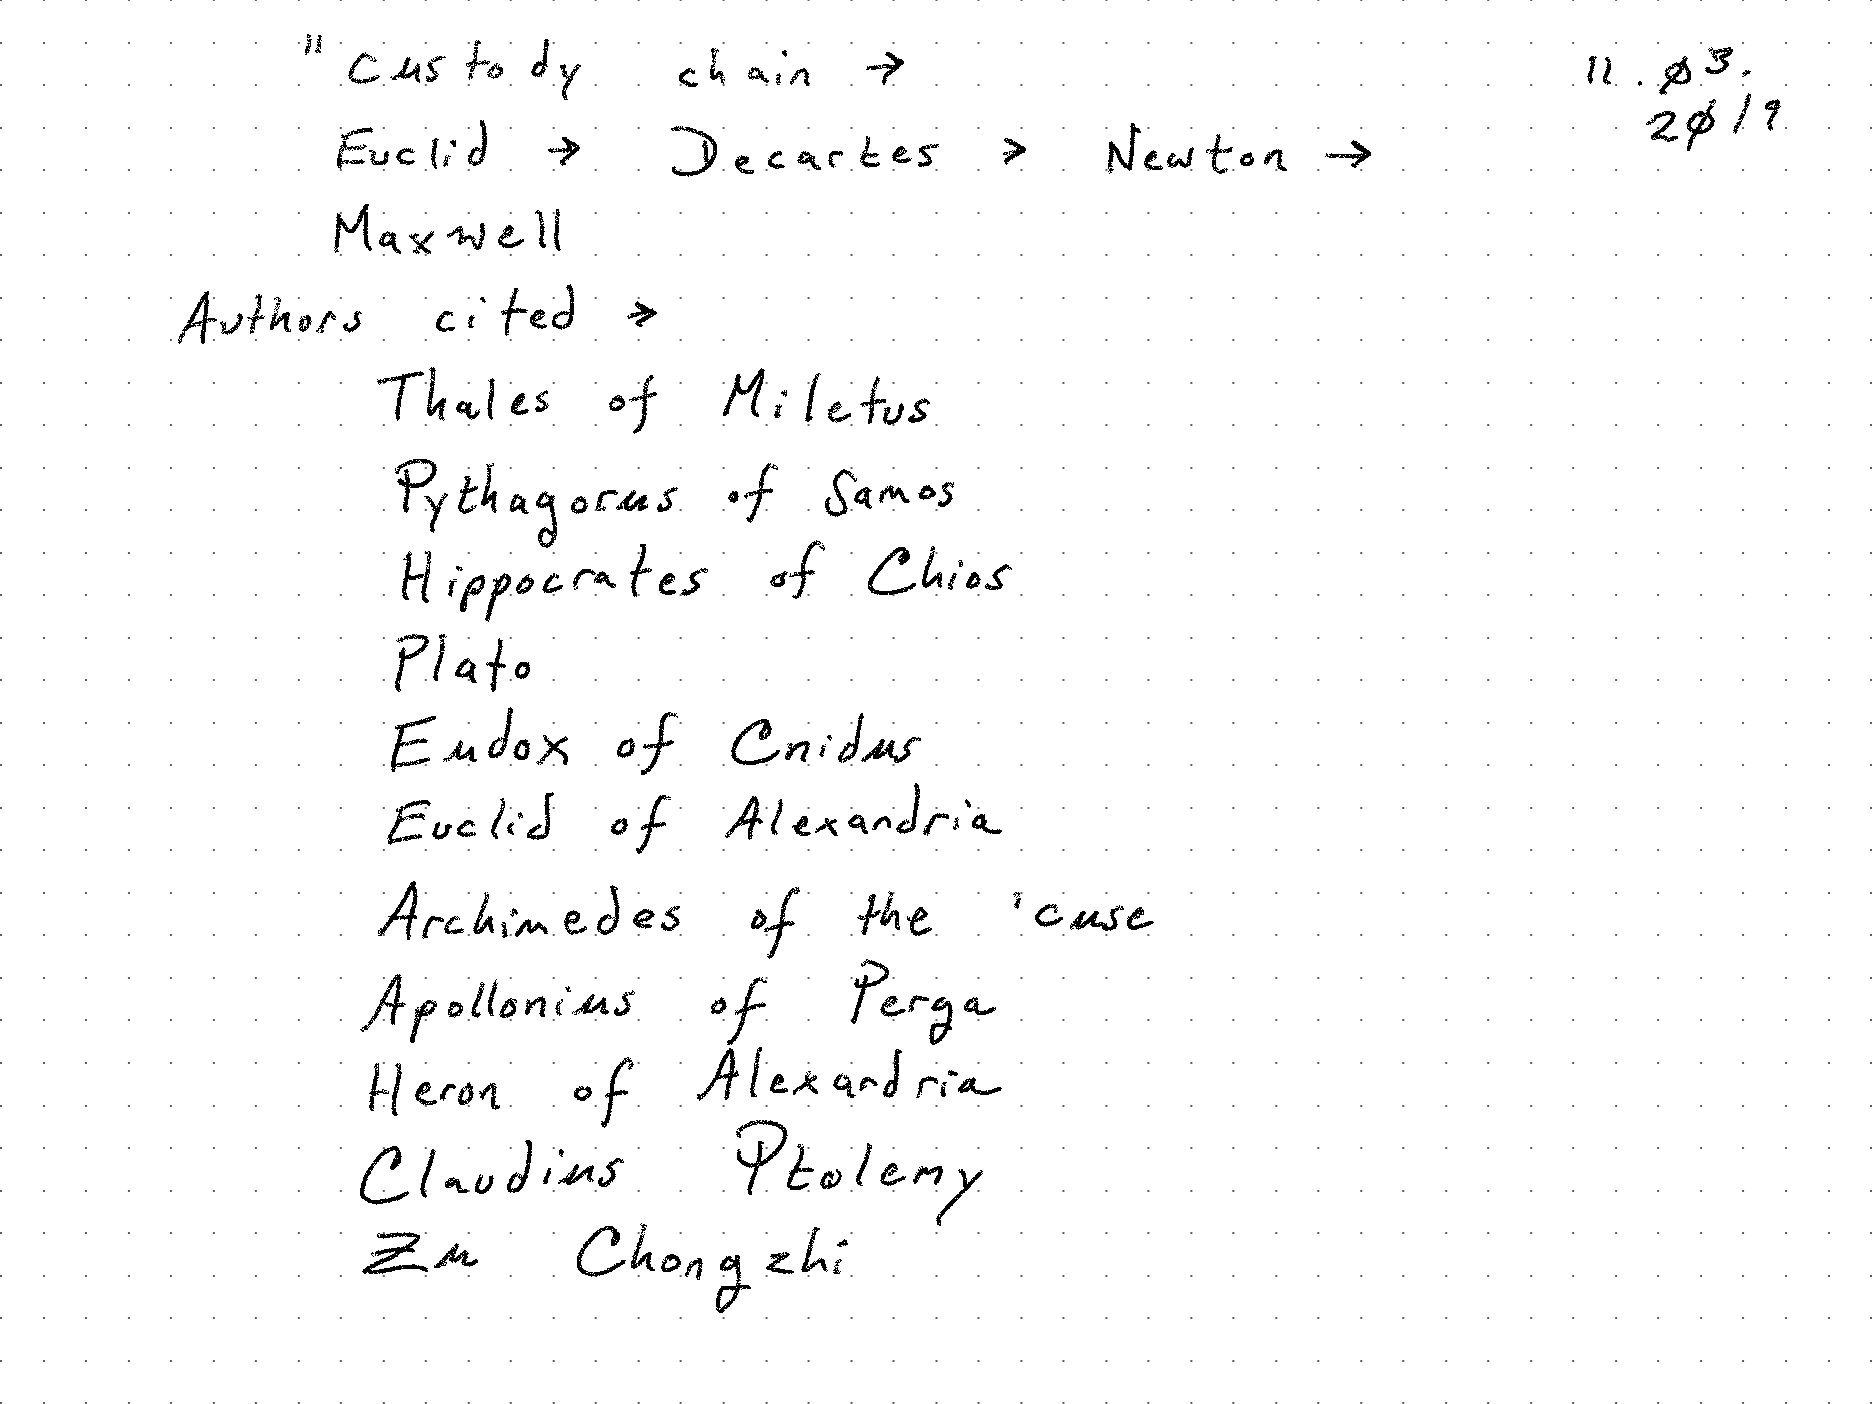 "Custody chain → 11.Ø3.
2Ø19
Euclid → Decartes > Newton →
Maxwell
Authors cited →
Thales of Miletus
Pythagorus of Samos
Hippocrates of Chios
Plato
Eudox of Cnidus
Euclid of Alexandria
Archimedes of the 'cuse
Apollonius of Perga
Heron of Alexandria
Claudius Ptolemy
Zu Chongzhi